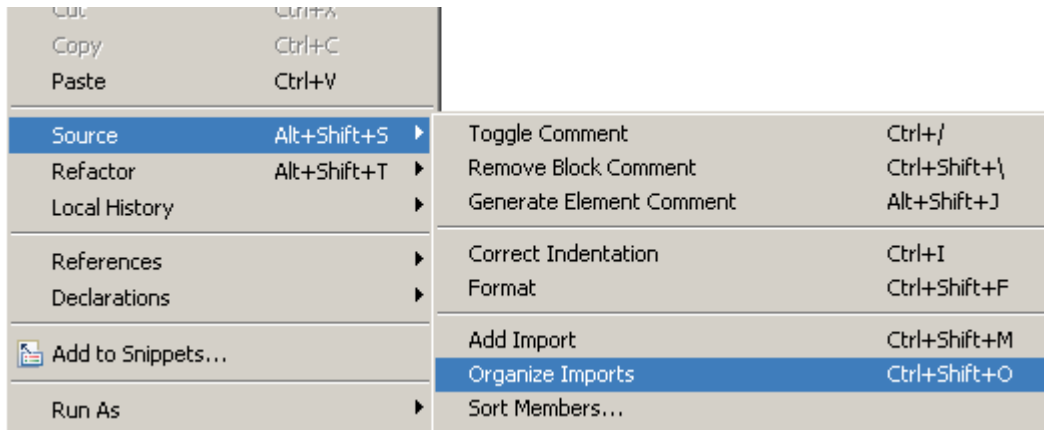 Cut Ctrl+X
Copy Ctrl+C
Paste Ctrl+V
Source Alt+Shift+S
Refactor Alt+Shift+T
Local History
References
Declarations
Add to Snippets...
Run As
Toggle Comment Ctrl+/
Remove Block Comment Ctrl+Shift+\
Generate Element Comment Alt+Shift+J
Correct Indentation Ctrl+I
Format Ctrl+Shift+F
Add Import Ctrl+Shift+M
Organize Imports Ctrl+Shift+O
Sort Members...